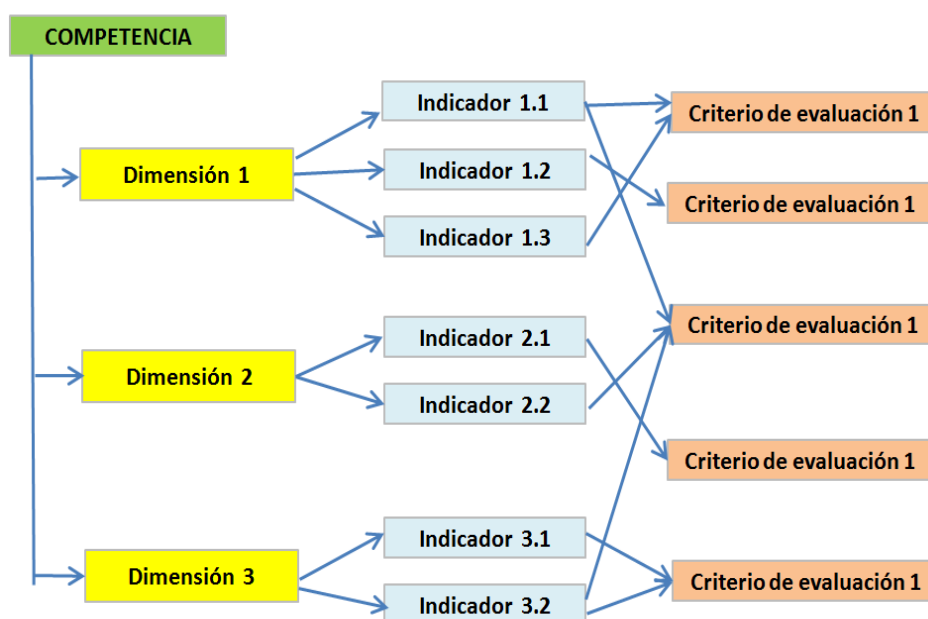 COMPETENCIA
Indicador 1.1
Criterio de evaluación 1
Dimensión 1
Indicador 1.2
Criterio de evaluación 1
Indicador 1.3
Indicador 2.1
Criterio de evaluación 1
Dimensión 2
Indicador 2.2
Criterio de evaluación 1
Indicador 3.1
Dimensión 3
Criterio de evaluación 1
Indicador 3.2